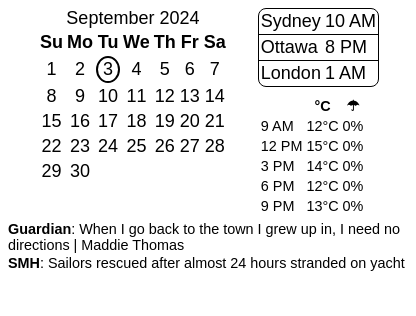 September 2024
Su Mo Tu We Th Fr Sa
1 2 3 4 5 6 7
8 9 10 11 12 13 14
15 16 17 18 19 20 21
22 23 24 25 26 27 28
29 30
Sydney 10 AM
Ottawa 8 PM
London 1 AM
°C ☂
9 AM 12°C 0%
12 PM 15°C 0%
3 PM 14°C 0%
6 PM 12°C 0%
9 PM 13°C 0%
Guardian: When I go back to the town I grew up in, I need no
directions | Maddie Thomas
SMH: Sailors rescued after almost 24 hours stranded on yacht